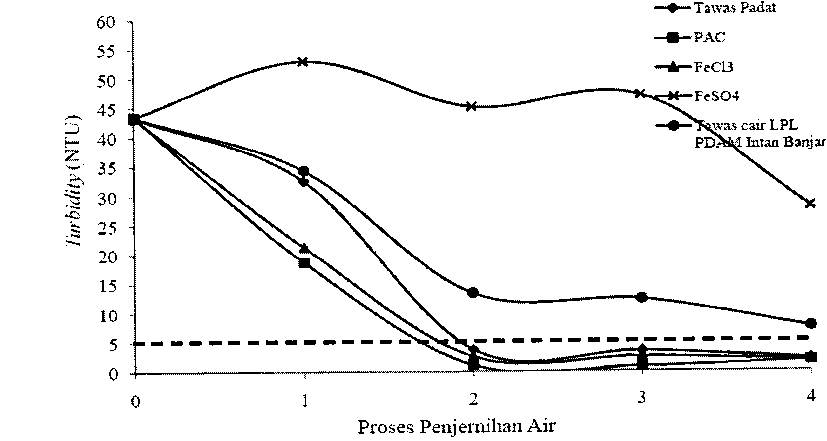 Tawas Padat
PAC
FeCl3
FeSO4
Tawas cair LPL
PDAM Intan Banjar
60
55
50
45
40
35
30
25
20
15
10
5
0
Turbidity (NTU)
0 1 2 3 4
Proses Penjernihan Air